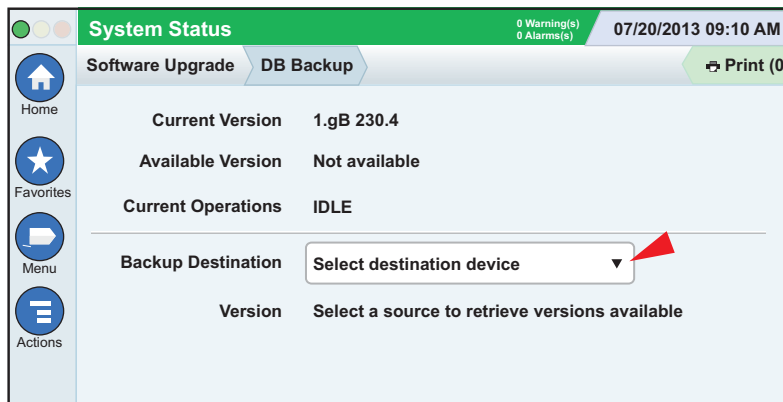 System Status
0 Warning(s)
0 Alarms(s)
07/20/2013 09:10 AM
Software Upgrade DB Backup Print (0
Home
Current Version 1.gB 230.4
Available Version Not available
Favorites
Current Operations IDLE
Menu
Backup Destination Select destination device
Version Select a source to retrieve versions available
Actions